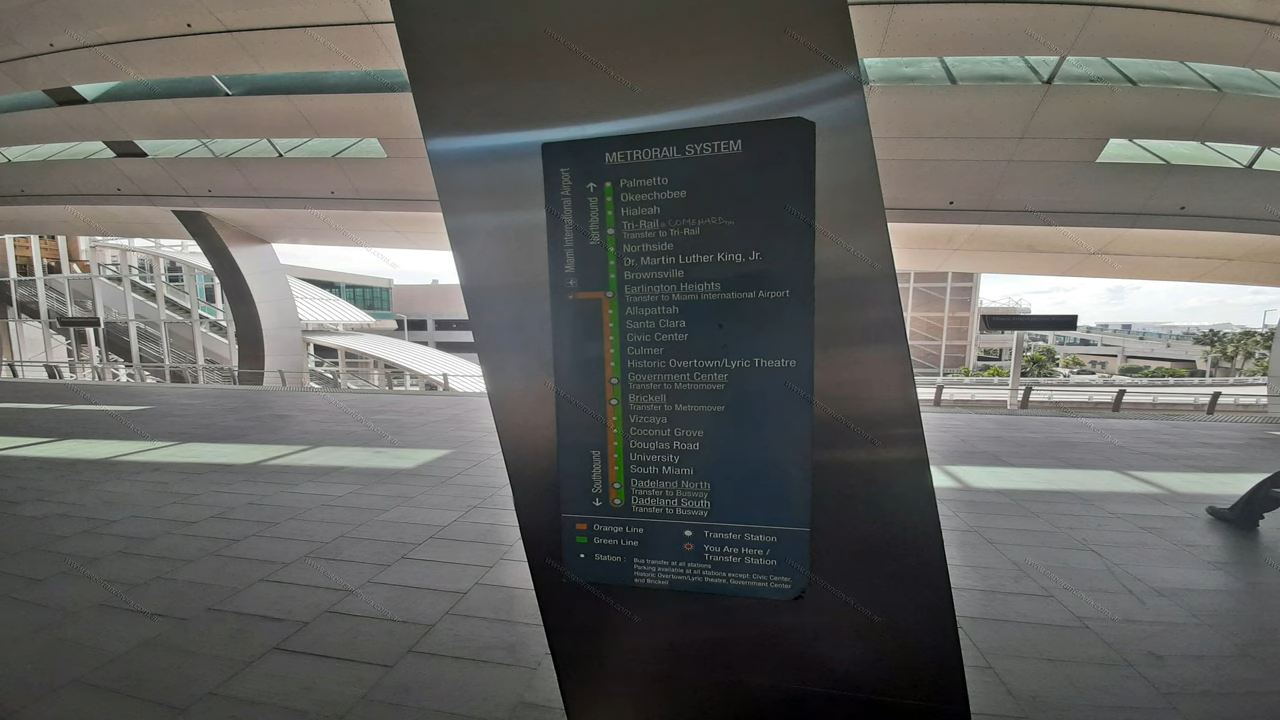 METRORAIL SYSTEM
Miami International Airport
Northbound
Palmetto
Okeechobee
Hialeah
Tri-Rail
Transfer to Tri-Rail
Northside
Dr. Martin Luther King, Jr.
Brownsville
Earlington Heights
Transfer to Miami International Airport
Allapattah
Santa Clara
Civic Center
Culmer
Historic Overtown/Lyric Theatre
Government Center
Transfer to Metromover
Brickell
Transfer to Metromover
Vizcaya
Coconut Grove
Douglas Road
University
South Miami
Southbound
Dadeland North
Transfer to Busway
Dadeland South
Transfer to Busway
Orange Line
Green Line
Station :
Bus transfer at all stations
Parking available at all stations except: Civic Center,
Historic Overtown/Lyric theatre, Government Center
and Brickell
Transfer Station
You Are Here /
Transfer Station